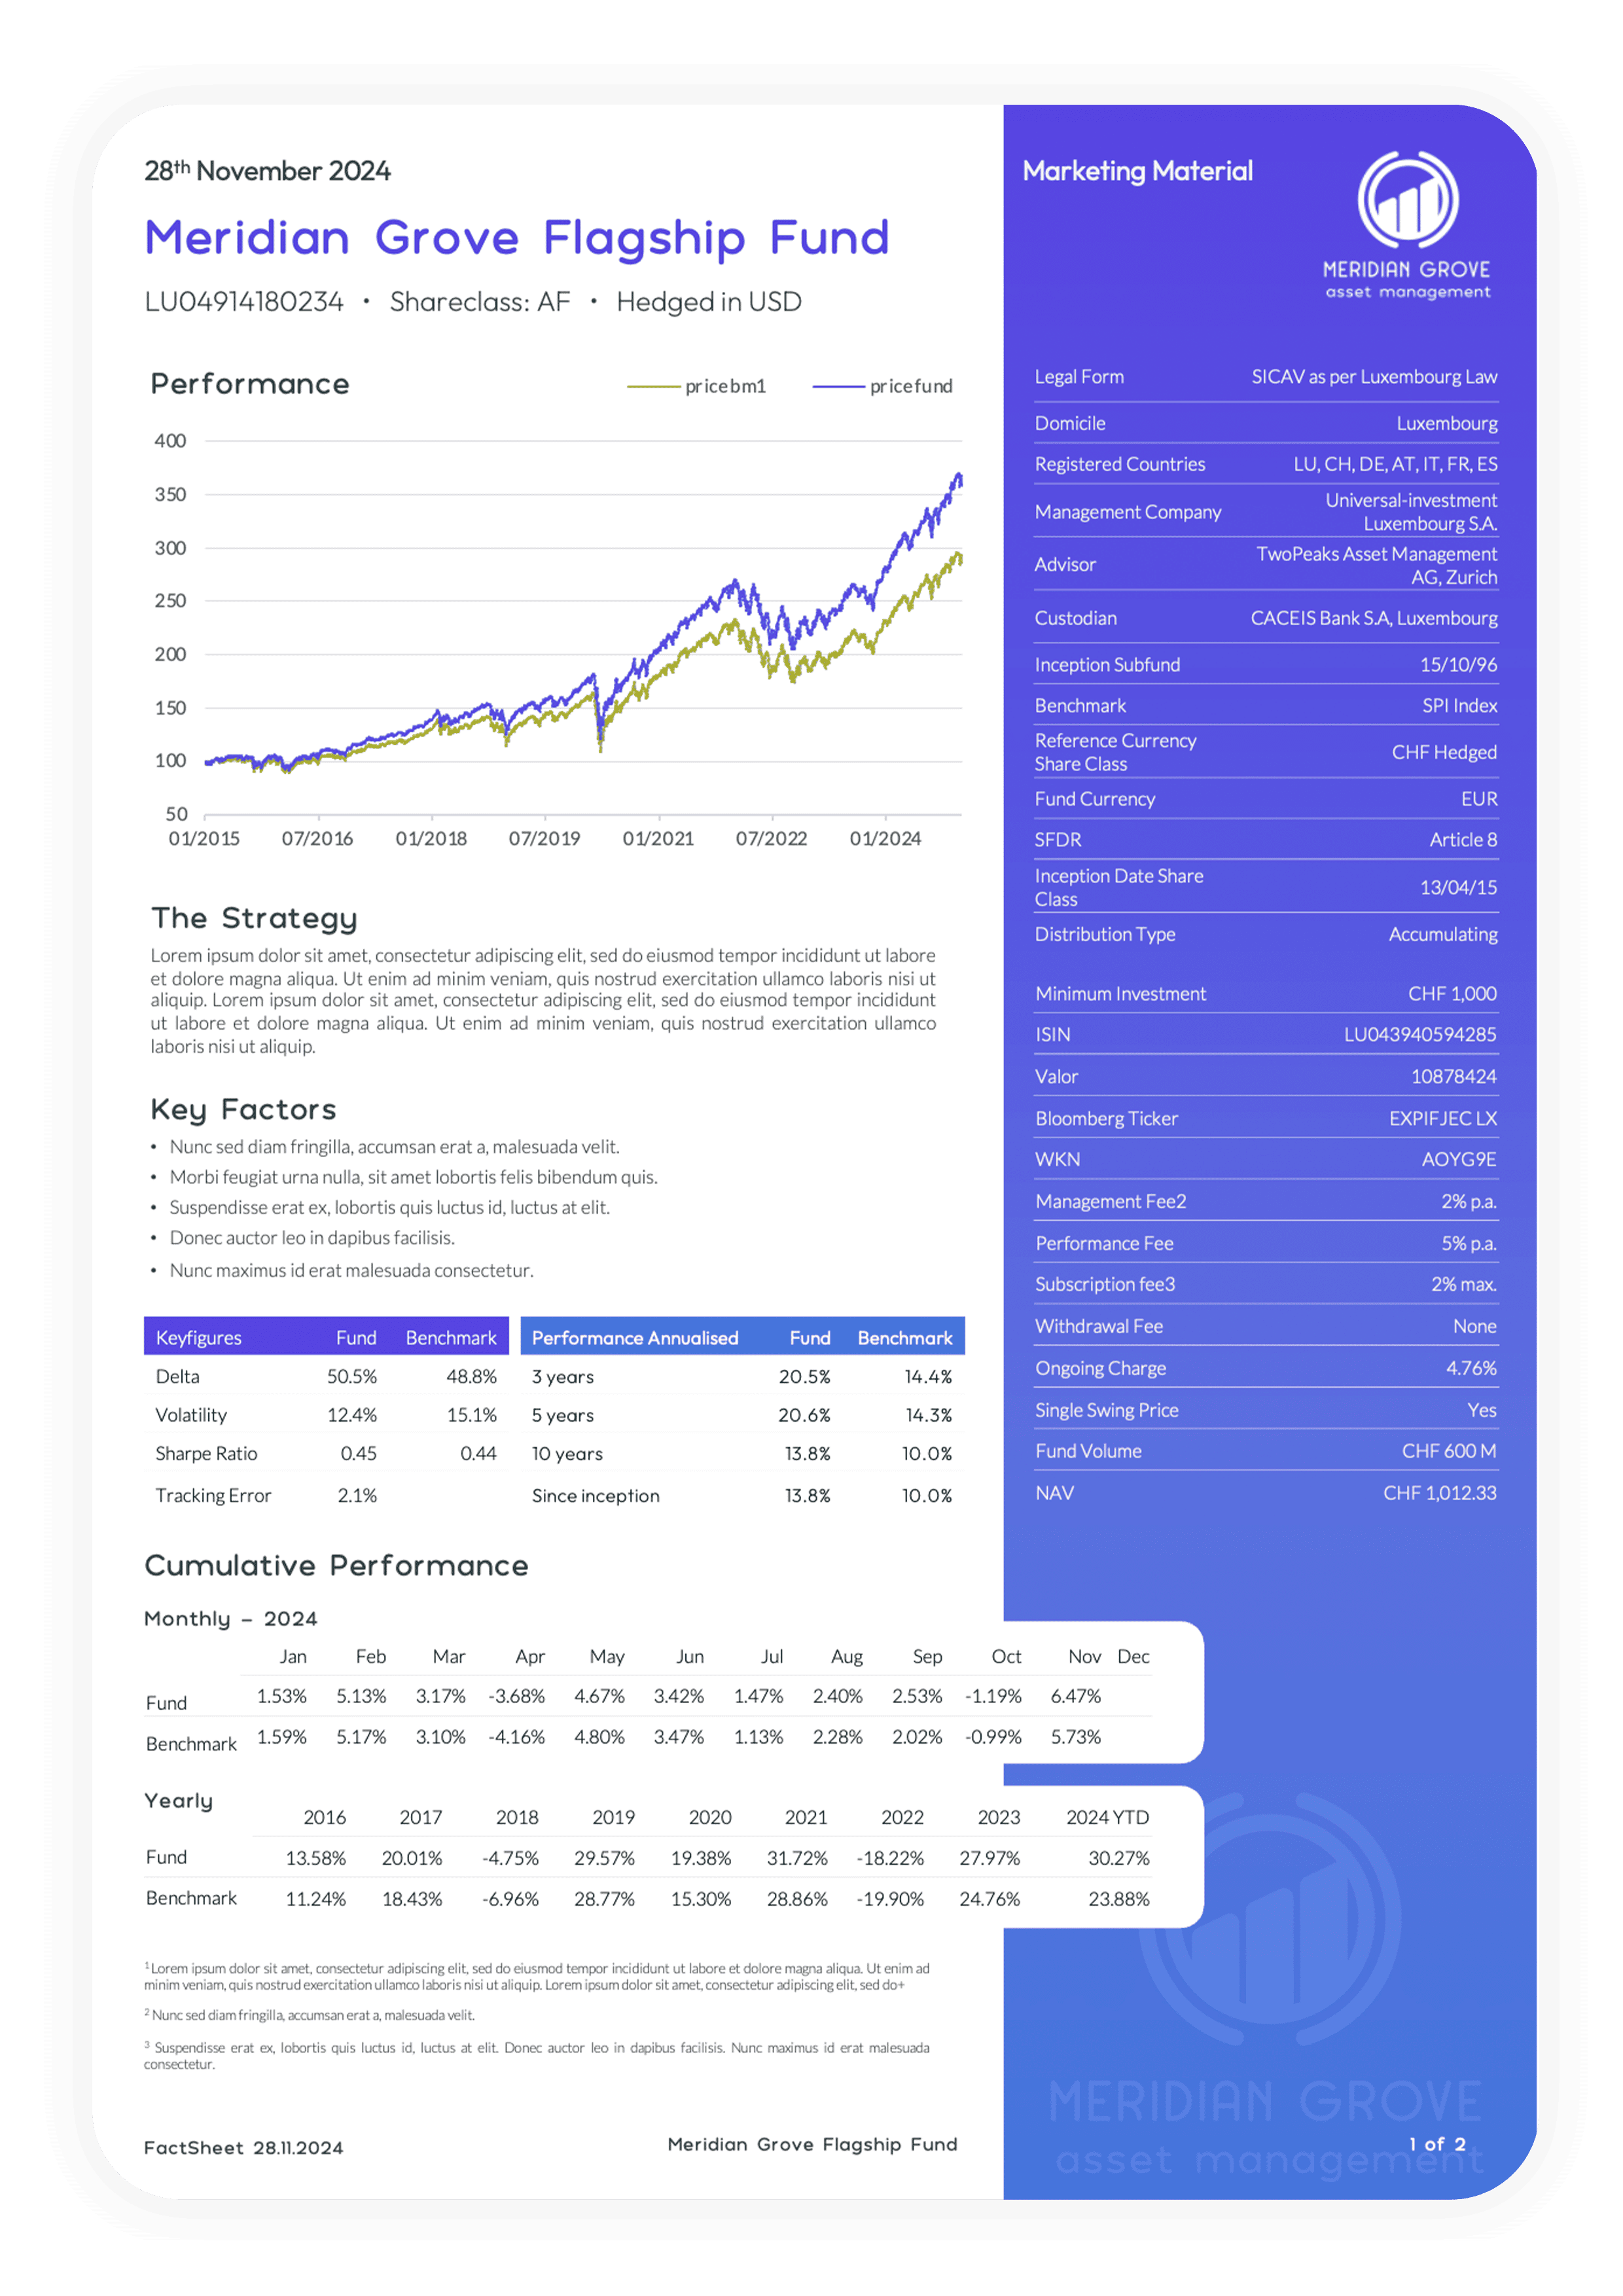 28th November 2024
Meridian Grove Flagship Fund
LU04914180234 • Shareclass: AF • Hedged in USD
Marketing Material
MERIDIAN GROVE
asset management
Performance
pricebm1 pricefund
400
350
300
250
200
150
100
50
01/2015 07/2016 01/2018 07/2019 01/2021 07/2022 01/2024
The Strategy
Lorem ipsum dolor sit amet, consectetur adipiscing elit, sed do eiusmod tempor incididunt ut labore
et dolore magna aliqua. Ut enim ad minim veniam, quis nostrud exercitation ullamco laboris nisi ut
aliquip. Lorem ipsum dolor sit amet, consectetur adipiscing elit, sed do eiusmod tempor incididunt
ut labore et dolore magna aliqua. Ut enim ad minim veniam, quis nostrud exercitation ullamco
laboris nisi ut aliquip.
Key Factors
• Nunc sed diam fringilla, accumsan erat a, malesuada velit.
• Morbi feugiat urna nulla, sit amet lobortis felis bibendum quis.
• Suspendisse erat ex, lobortis quis luctus id, luctus at elit.
• Donec auctor leo in dapibus facilisis.
• Nunc maximus id erat malesuada consectetur.
Keyfigures Fund Benchmark
Delta 50.5% 48.8%
Volatility 12.4% 15.1%
Sharpe Ratio 0.45 0.44
Tracking Error 2.1%
Performance Annualised Fund Benchmark
3 years 20.5% 14.4%
5 years 20.6% 14.3%
10 years 13.8% 10.0%
Since inception 13.8% 10.0%
Legal Form SICAV as per Luxembourg Law
Domicile Luxembourg
Registered Countries LU, CH, DE, AT, IT, FR, ES
Management Company Universal-investment
Luxembourg S.A.
Advisor TwoPeaks Asset Management
AG, Zurich
Custodian CACEIS Bank S.A, Luxembourg
Inception Subfund 15/10/96
Benchmark SPI Index
Reference Currency
Share Class CHF Hedged
Fund Currency EUR
SFDR Article 8
Inception Date Share
Class 13/04/15
Distribution Type Accumulating
Minimum Investment CHF 1,000
ISIN LU043940594285
Valor 10878424
Bloomberg Ticker EXPIFJEC LX
WKN AOYG9E
Management Fee2 2% p.a.
Performance Fee 5% p.a.
Subscription fee3 2% max.
Withdrawal Fee None
Ongoing Charge 4.76%
Single Swing Price Yes
Fund Volume CHF 600 M
NAV CHF 1,012.33
Cumulative Performance
Monthly – 2024
Jan Feb Mar Apr May Jun Jul Aug Sep Oct Nov Dec
Fund 1.53% 5.13% 3.17% -3.68% 4.67% 3.42% 1.47% 2.40% 2.53% -1.19% 6.47%
Benchmark 1.59% 5.17% 3.10% -4.16% 4.80% 3.47% 1.13% 2.28% 2.02% -0.99% 5.73%
Yearly
2016 2017 2018 2019 2020 2021 2022 2023 2024 YTD
Fund 13.58% 20.01% -4.75% 29.57% 19.38% 31.72% -18.22% 27.97% 30.27%
Benchmark 11.24% 18.43% -6.96% 28.77% 15.30% 28.86% -19.90% 24.76% 23.88%
1 Lorem ipsum dolor sit amet, consectetur adipiscing elit, sed do eiusmod tempor incididunt ut labore et dolore magna aliqua. Ut enim ad
minim veniam, quis nostrud exercitation ullamco laboris nisi ut aliquip. Lorem ipsum dolor sit amet, consectetur adipiscing elit, sed do+
2 Nunc sed diam fringilla, accumsan erat a, malesuada velit.
3 Suspendisse erat ex, lobortis quis luctus id, luctus at elit. Donec auctor leo in dapibus facilisis. Nunc maximus id erat malesuada
consectetur.
MERIDIAN GROVE
asset management
FactSheet 28.11.2024
Meridian Grove Flagship Fund
1 of 2